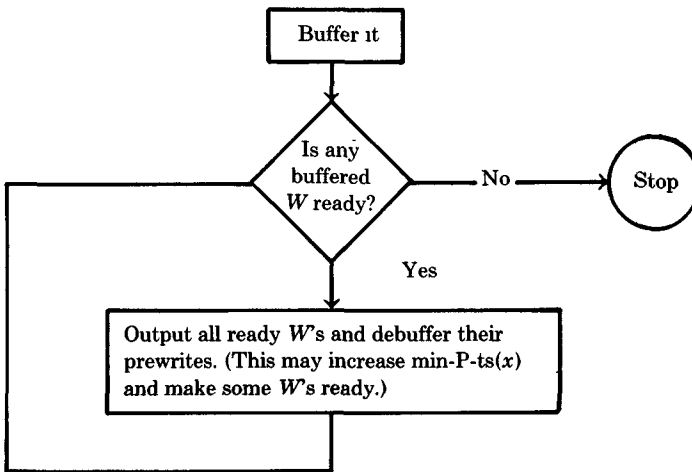 Buffer it
Is any
buffered
W ready?
No
Stop
Yes
Output all ready W's and debuffer their
prewrites. (This may increase min-P-ts(x)
and make some W's ready.)